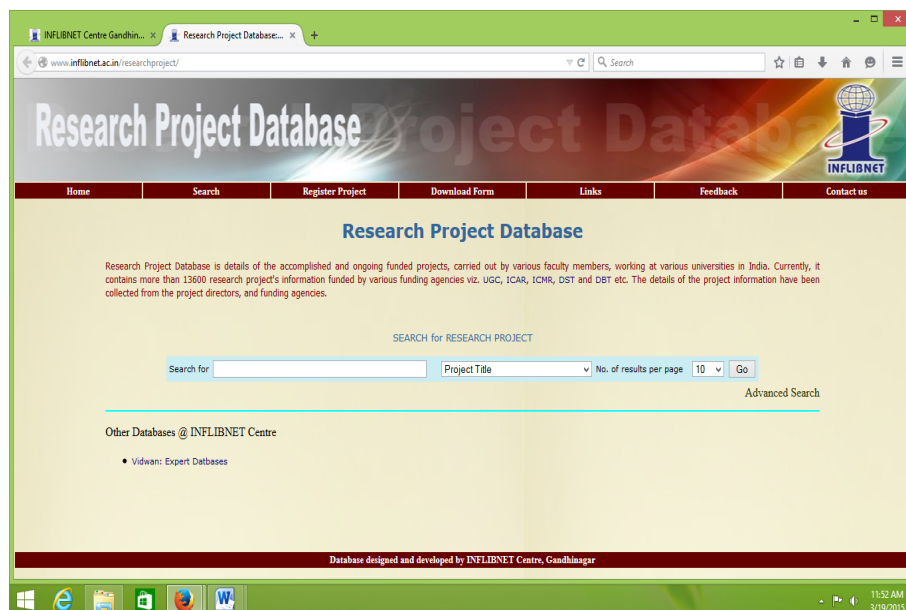 INFLIBNET Centre Gandhin... ×
Research Project Database:... ×
+
www.inflibnet.ac.in/researchproject/
Search
Research Project Database
INFLIBNET
Home Search Register Project Download Form Links Feedback Contact us
Research Project Database
Research Project Database is details of the accomplished and ongoing funded projects, carried out by various faculty members, working at various universities in India. Currently, it
contains more than 13600 research project's information funded by various funding agencies viz. UGC, ICAR, ICMR, DST and DBT etc. The details of the project information have been
collected from the project directors, and funding agencies.
SEARCH for RESEARCH PROJECT
Search for Project Title No. of results per page 10 Go
Advanced Search
Other Databases @ INFLIBNET Centre
• Vidwan: Expert Datbases
Database designed and developed by INFLIBNET Centre, Gandhinagar
11:52 AM
3/19/2015